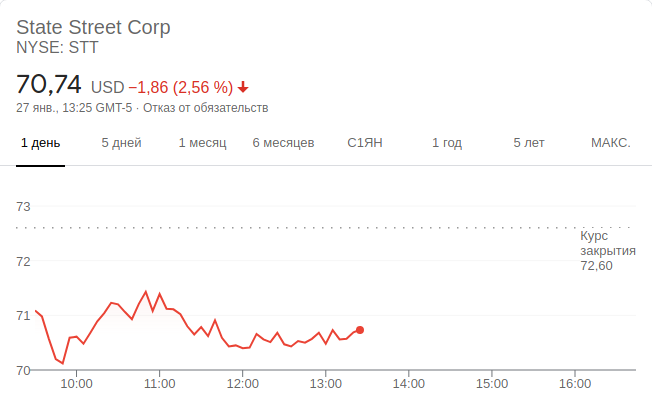 State Street Corp
NYSE: STT
70,74 USD −1,86 (2,56 %)
27 янв., 13:25 GMT-5 · Отказ от обязательств
1 день 5 дней 1 месяц 6 месяцев С1ЯН 1 год 5 лет МАКС.
73
Курс
закрытия
72,60
72
71
70
10:00 11:00 12:00 13:00 14:00 15:00 16:00